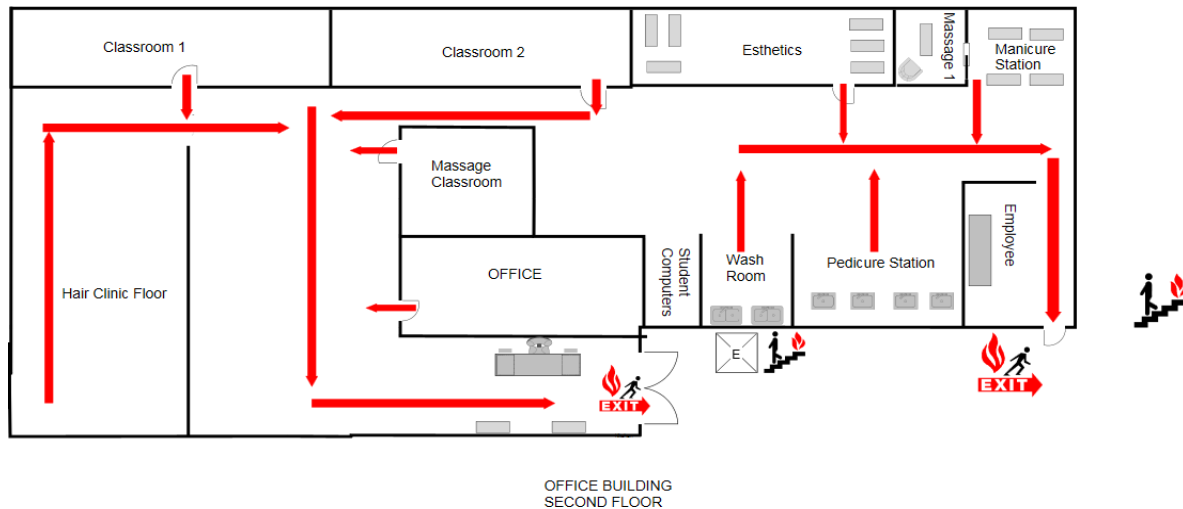 Classroom 1
Classroom 2
Esthetics
Massage 1
Manicure
Station
Massage
Classroom
Hair Clinic Floor
OFFICE
Student
Computers
Wash
Room
Pedicure Station
Employee
E
EXIT
EXIT
OFFICE BUILDING
SECOND FLOOR